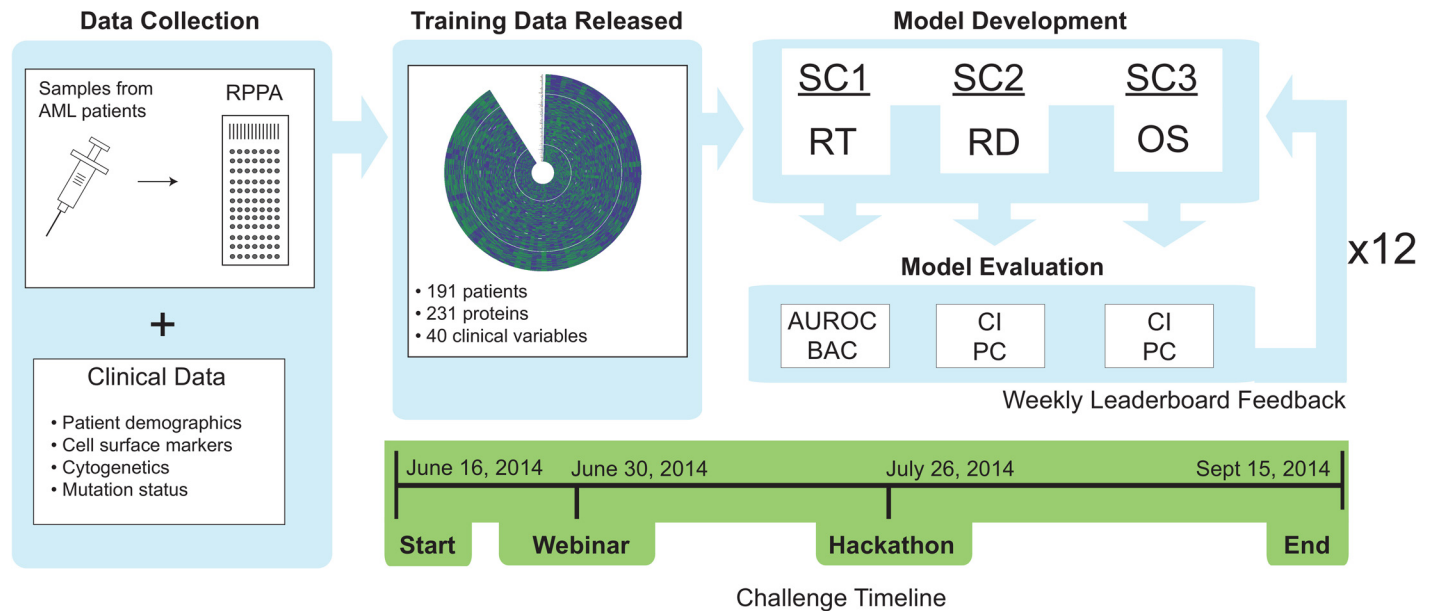 Data Collection
Samples from
AML patients
RPPA
+
Clinical Data
• Patient demographics
• Cell surface markers
• Cytogenetics
• Mutation status
Training Data Released
• 191 patients
• 231 proteins
• 40 clinical variables
Model Development
SC1
RT
SC2
RD
SC3
OS
Model Evaluation
AUROC
BAC
CI
PC
CI
PC
x12
Weekly Leaderboard Feedback
June 16, 2014
June 30, 2014
July 26, 2014
Sept 15, 2014
Start
Webinar
Hackathon
End
Challenge Timeline